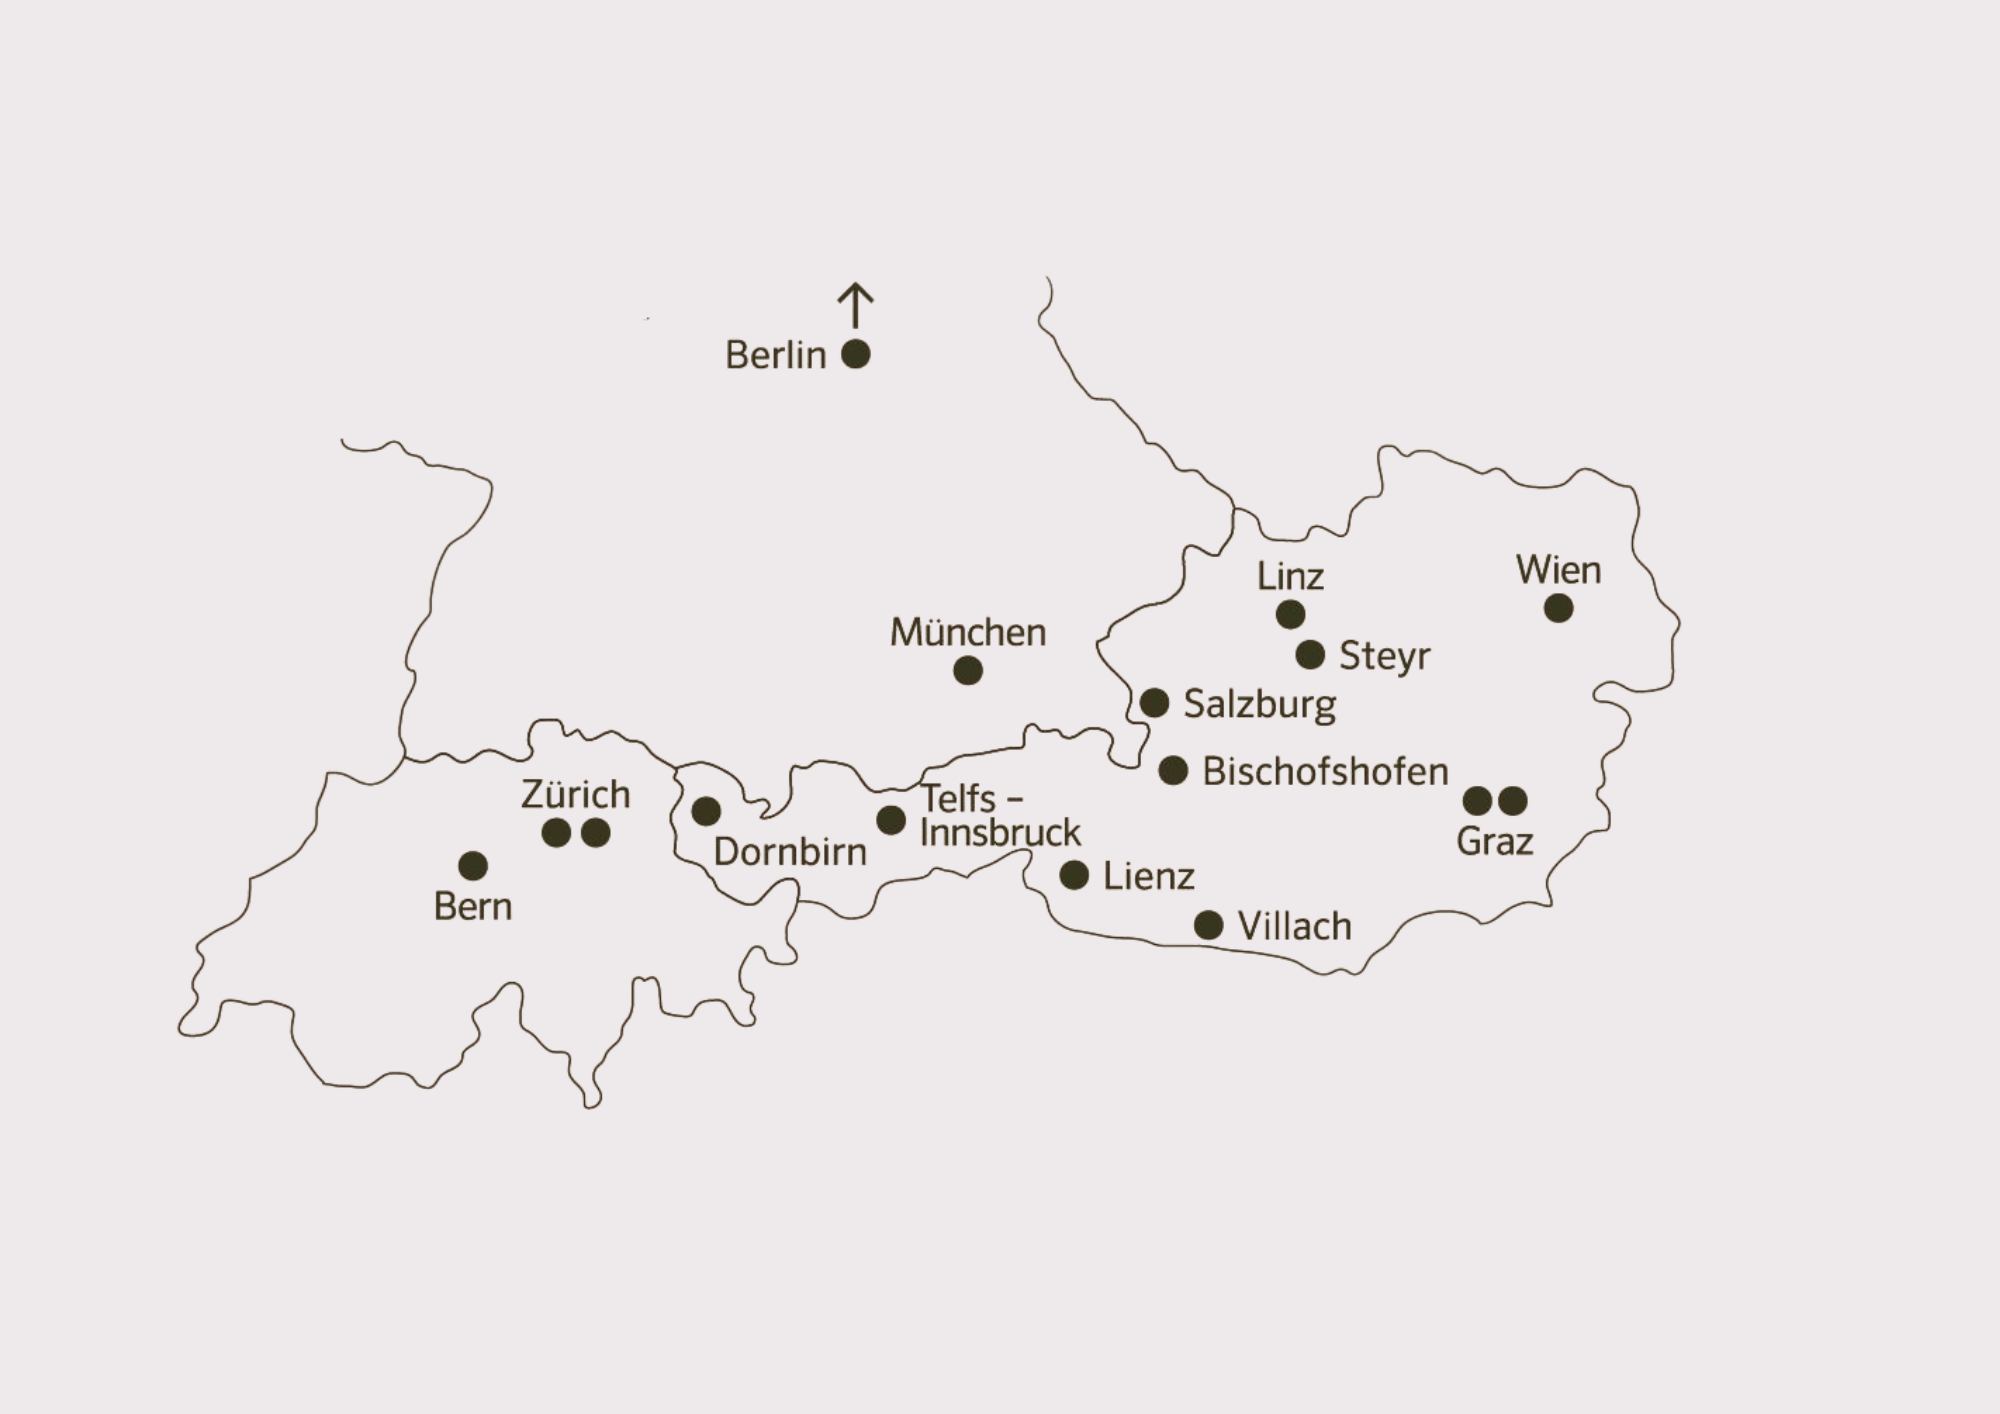 Berlin
Linz
Wien
München
Steyr
Salzburg
Bischofshofen
Zürich
Telfs –
Innsbruck
Graz
Dornbirn
Lienz
Bern
Villach